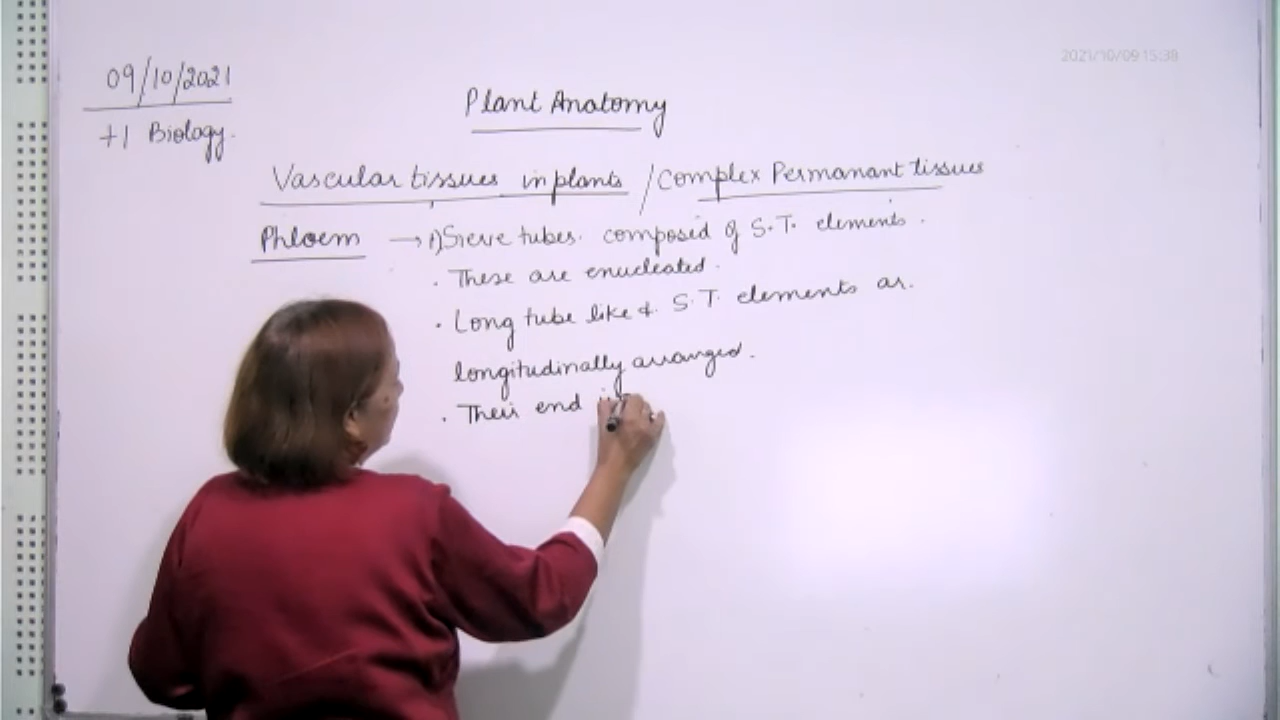 2021/10/09 15:38
09/10/2021
+1 Biology.
Plant Anatomy
Vascular tissues in plants / Complex Permanant tissues
Phloem → 1) Sieve tubes. composed of S.T. elements.
. These are enucleated.
. Long tube like & S.T. elements ar.
longitudinally arranged.
. Their end